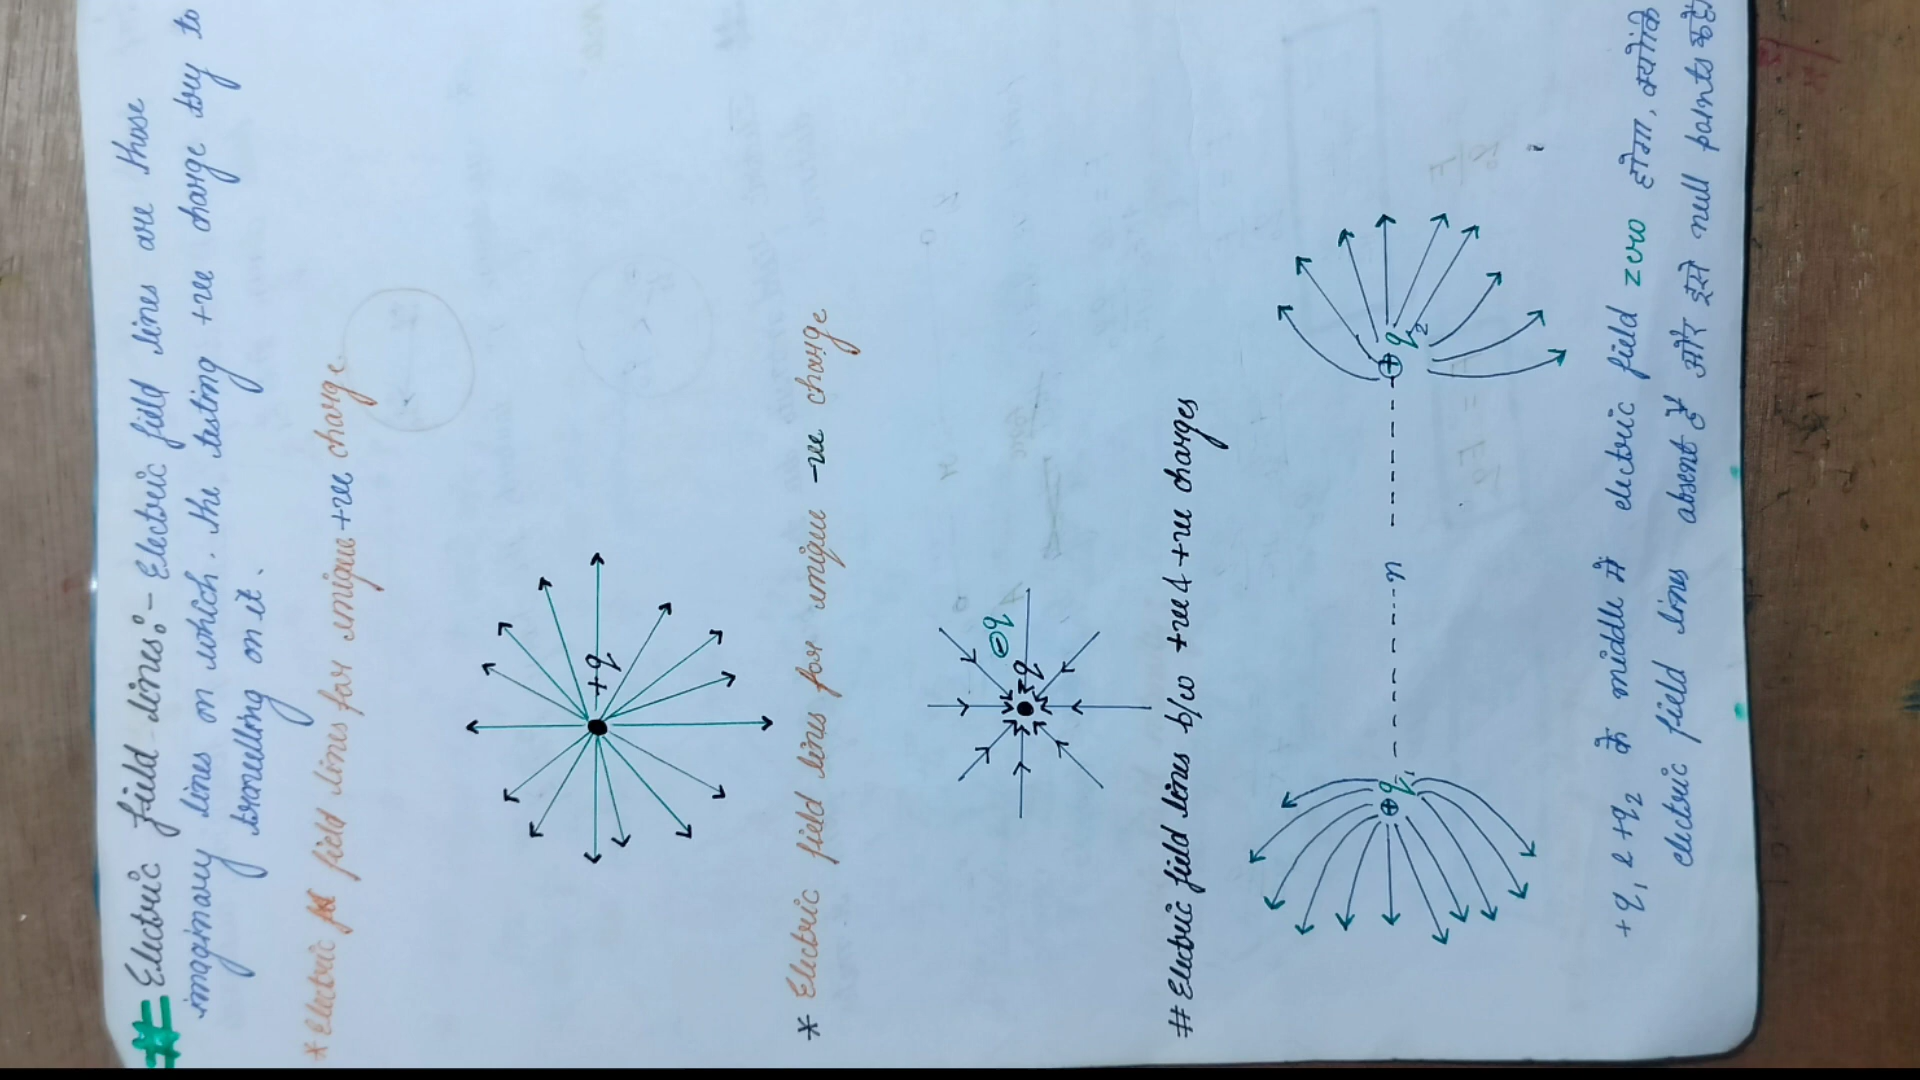 # Electric field lines:- Electric field lines are those
imaginary lines on which. the testing +ve charge try to
travelling on it.
* Electric field lines for unique +ve charge
+q
* Electric field lines for unique -ve charge
⊖q
-q
# Electric field lines b/w +ve & +ve charges
⊕ q1
r
⊕ q2
+q1 & +q2 के middle में electric field zero होगा, क्योंकि
electric field lines absent है और इसे null points कहते